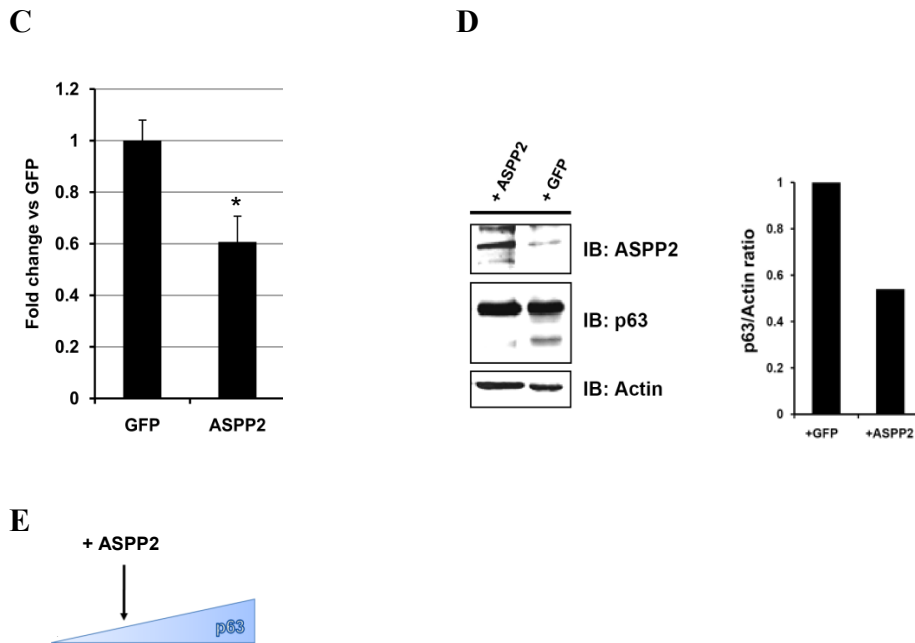 C
Fold change vs GFP
1.2
1
0.8
0.6
0.4
0.2
0
*
GFP ASPP2
D
+ ASPP2 + GFP
IB: ASPP2
IB: p63
IB: Actin
p63/Actin ratio
1
0.8
0.6
0.4
0.2
0
+GFP +ASPP2
E
+ ASPP2
p63